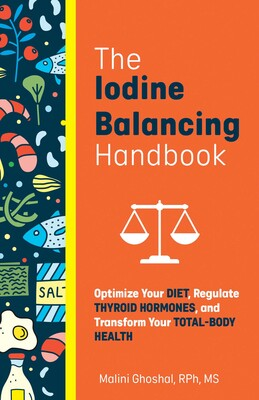 The
Iodine
Balancing
Handbook
Optimize Your DIET, Regulate
THYROID HORMONES, and
Transform Your TOTAL-BODY
HEALTH
Malini Ghoshal, RPh, MS
SALT